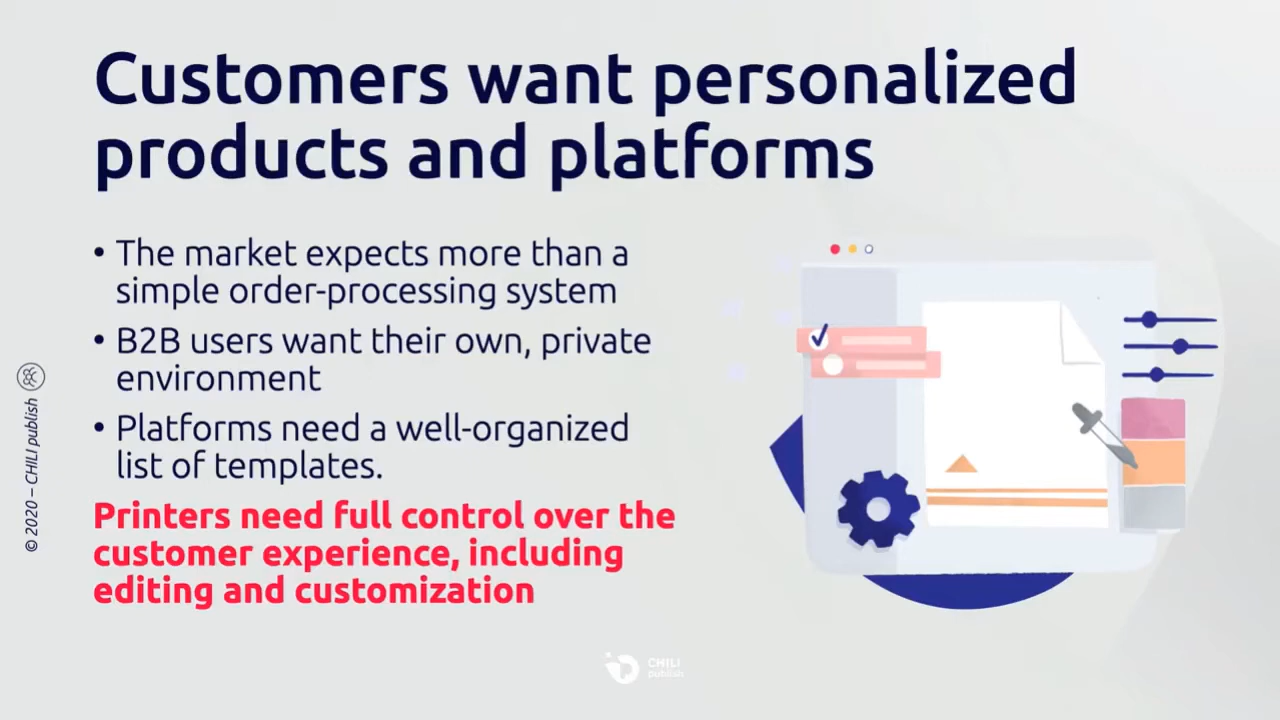 Customers want personalized
products and platforms
• The market expects more than a
simple order-processing system
• B2B users want their own, private
environment
• Platforms need a well-organized
list of templates.
Printers need full control over the
customer experience, including
editing and customization
© 2020 – CHILI publish
CHILI
publish